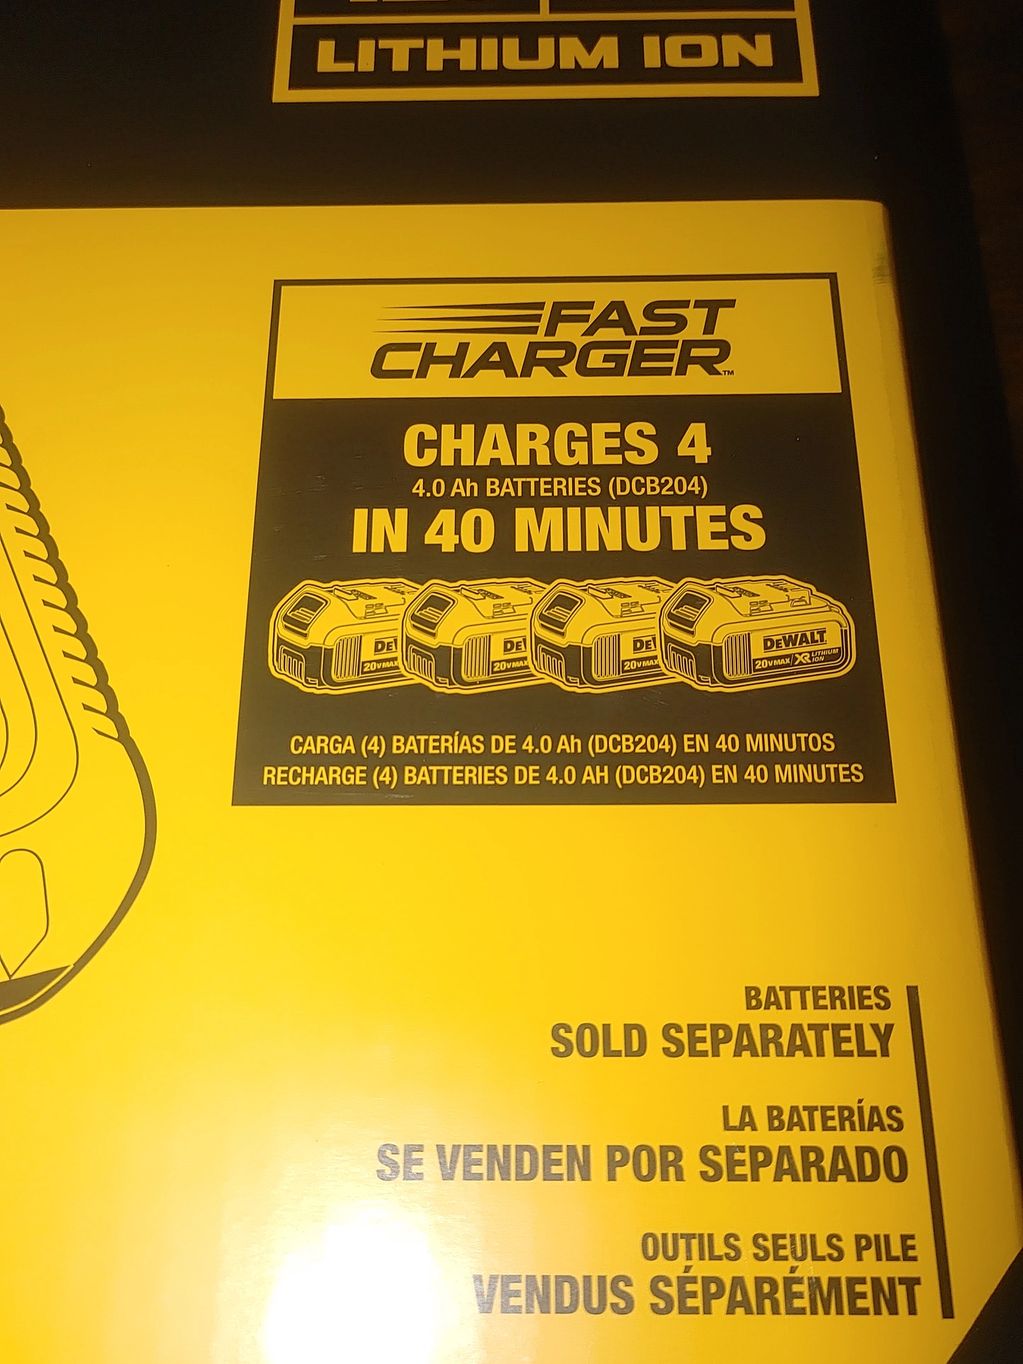 LITHIUM ION
FAST
CHARGER™
CHARGES 4
4.0 Ah BATTERIES (DCB204)
IN 40 MINUTES
DEWALT
20V MAX XR LITHIUM ION
CARGA (4) BATERÍAS DE 4.0 Ah (DCB204) EN 40 MINUTOS
RECHARGE (4) BATTERIES DE 4.0 AH (DCB204) EN 40 MINUTES
BATTERIES
SOLD SEPARATELY
LA BATERÍAS
SE VENDEN POR SEPARADO
OUTILS SEULS PILE
VENDUS SÉPARÉMENT